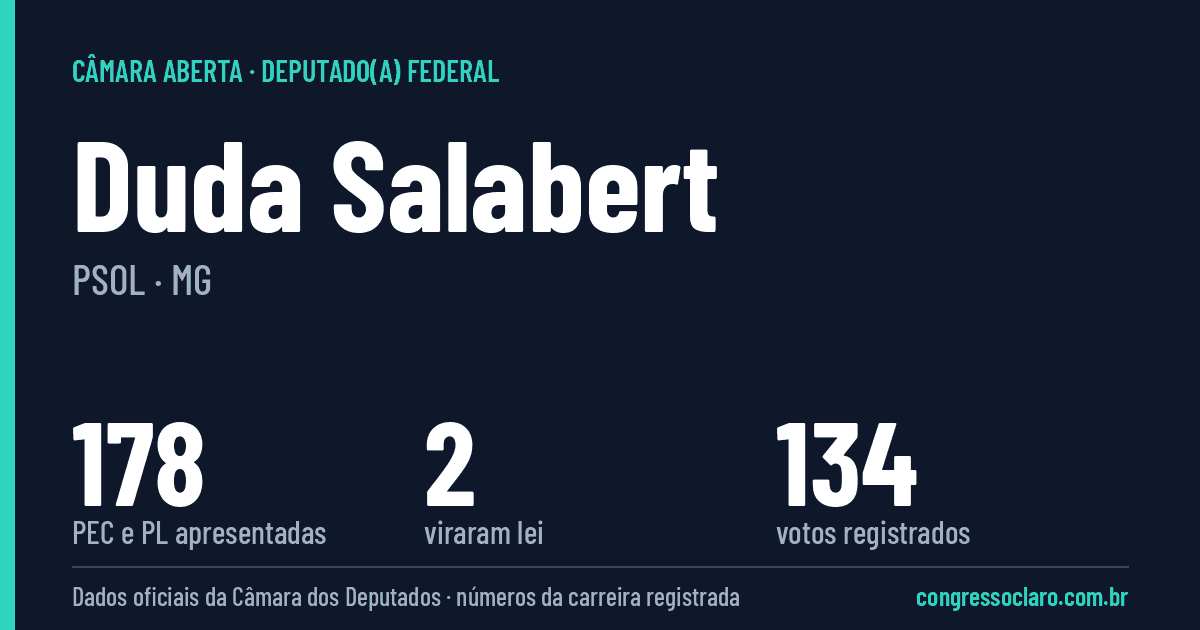 CÂMARA ABERTA · DEPUTADO(A) FEDERAL
Duda Salabert
PSOL · MG
178 2 134
PEC e PL apresentadas viraram lei votos registrados
Dados oficiais da Câmara dos Deputados · números da carreira registrada congressoclaro.com.br